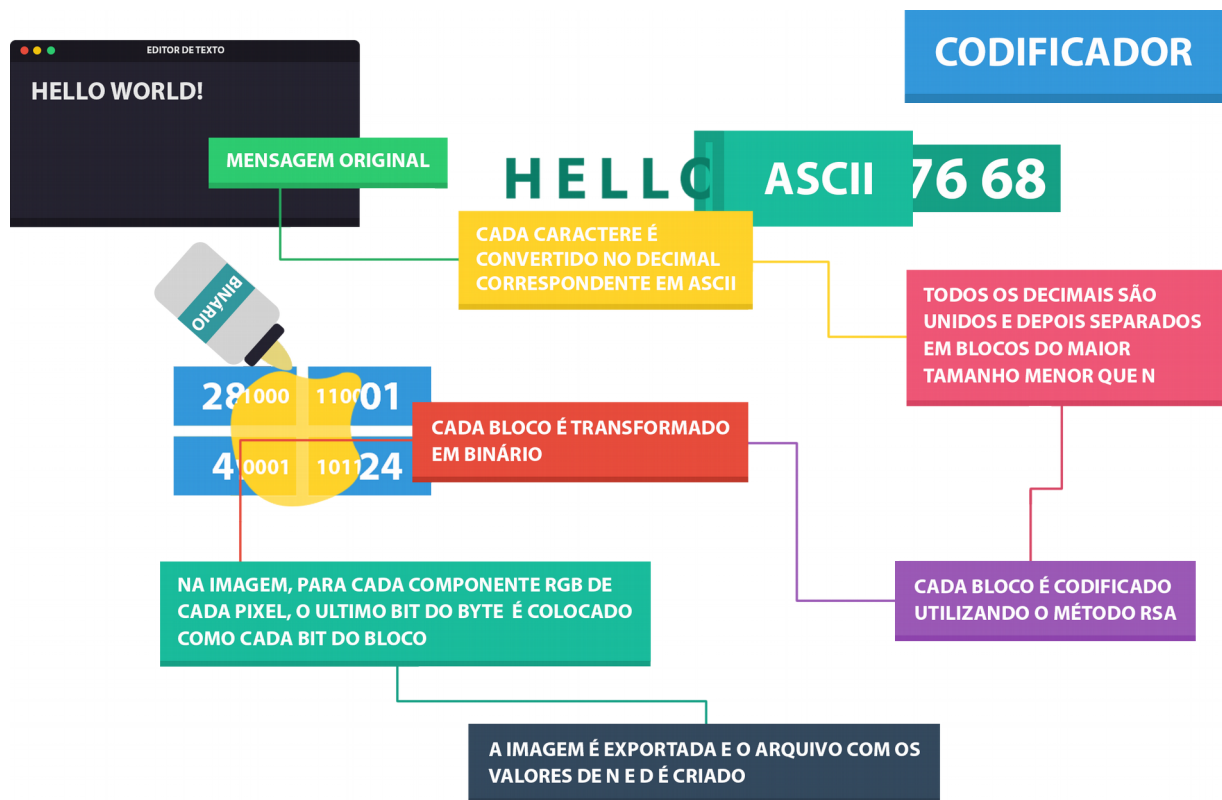 EDITOR DE TEXTO
HELLO WORLD!
CODIFICADOR
MENSAGEM ORIGINAL
HELLO
ASCII
76 68
CADA CARACTERE É
CONVERTIDO NO DECIMAL
CORRESPONDENTE EM ASCII
TODOS OS DECIMAIS SÃO
UNIDOS E DEPOIS SEPARADOS
EM BLOCOS DO MAIOR
TAMANHO MENOR QUE N
BINÁRIO
28 1000 1100 01
4 0001 1011 24
CADA BLOCO É TRANSFORMADO
EM BINÁRIO
CADA BLOCO É CODIFICADO
UTILIZANDO O MÉTODO RSA
NA IMAGEM, PARA CADA COMPONENTE RGB DE
CADA PIXEL, O ULTIMO BIT DO BYTE É COLOCADO
COMO CADA BIT DO BLOCO
A IMAGEM É EXPORTADA E O ARQUIVO COM OS
VALORES DE N E D É CRIADO